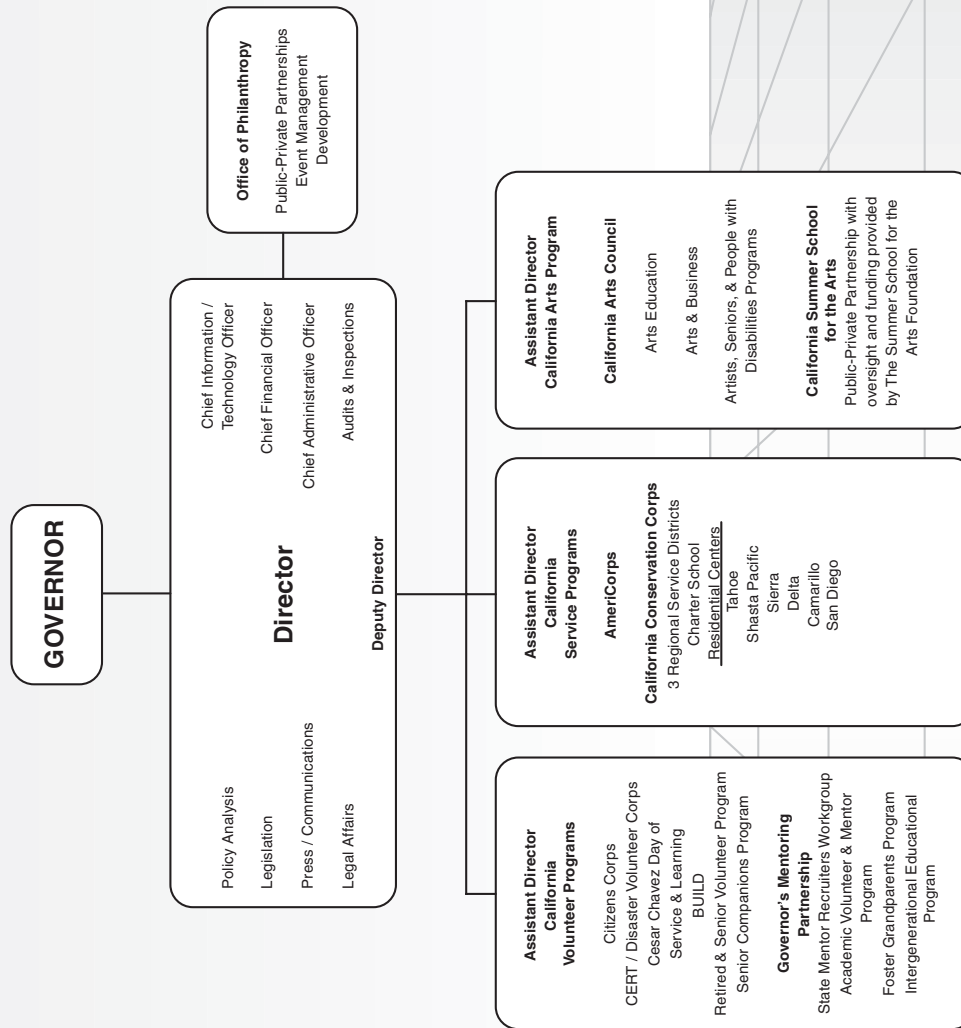 GOVERNOR
Policy Analysis
Legislation
Press / Communications
Legal Affairs
Director
Deputy Director
Chief Information /
Technology Officer
Chief Financial Officer
Chief Administrative Officer
Audits & Inspections
Office of Philanthropy
Public-Private Partnerships
Event Management
Development
Assistant Director
California
Volunteer Programs
Citizens Corps
CERT / Disaster Volunteer Corps
Cesar Chavez Day of
Service & Learning
BUILD
Retired & Senior Volunteer Program
Senior Companions Program
Governor's Mentoring
Partnership
State Mentor Recruiters Workgroup
Academic Volunteer & Mentor
Program
Foster Grandparents Program
Intergenerational Educational
Program
Assistant Director
California
Service Programs
AmeriCorps
California Conservation Corps
3 Regional Service Districts
Charter School
Residential Centers
Tahoe
Shasta Pacific
Sierra
Delta
Camarillo
San Diego
Assistant Director
California Arts Program
California Arts Council
Arts Education
Arts & Business
Artists, Seniors, & People with
Disabilities Programs
California Summer School
for the Arts
Public-Private Partnership with
oversight and funding provided
by The Summer School for the
Arts Foundation